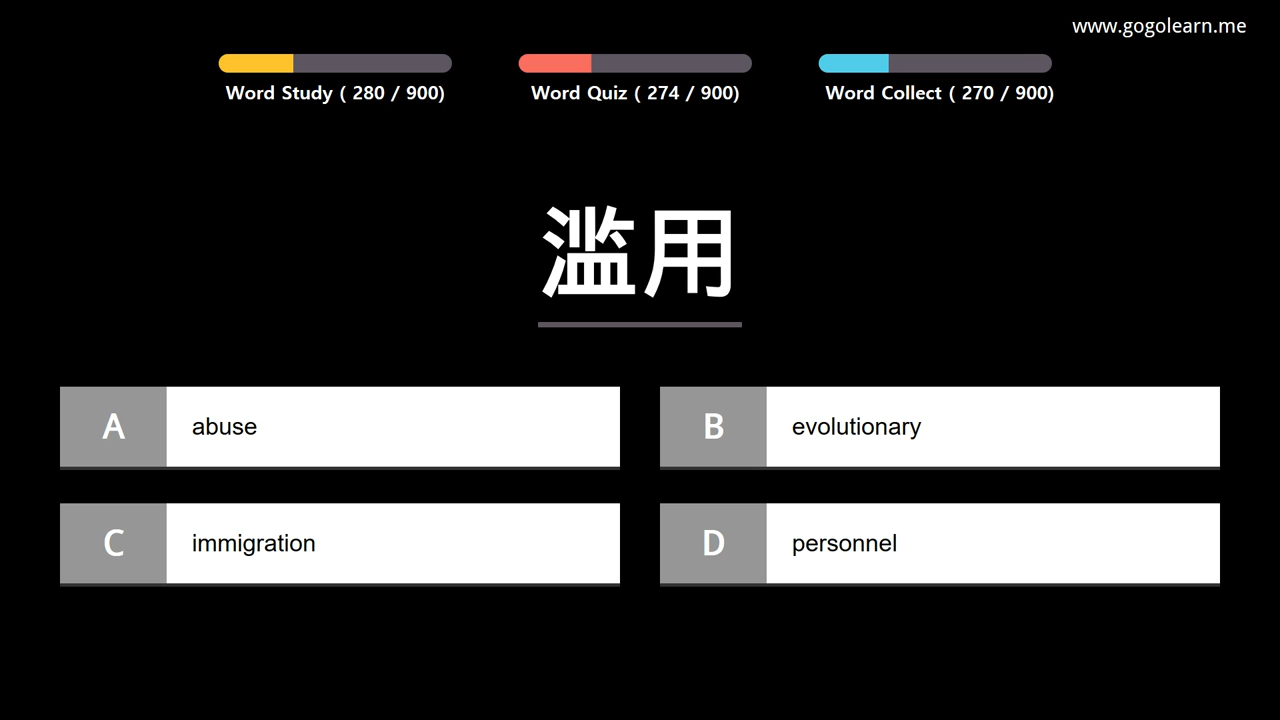 www.gogolearn.me
Word Study ( 280 / 900)
Word Quiz ( 274 / 900)
Word Collect ( 270 / 900)
滥用
A abuse
B evolutionary
C immigration
D personnel